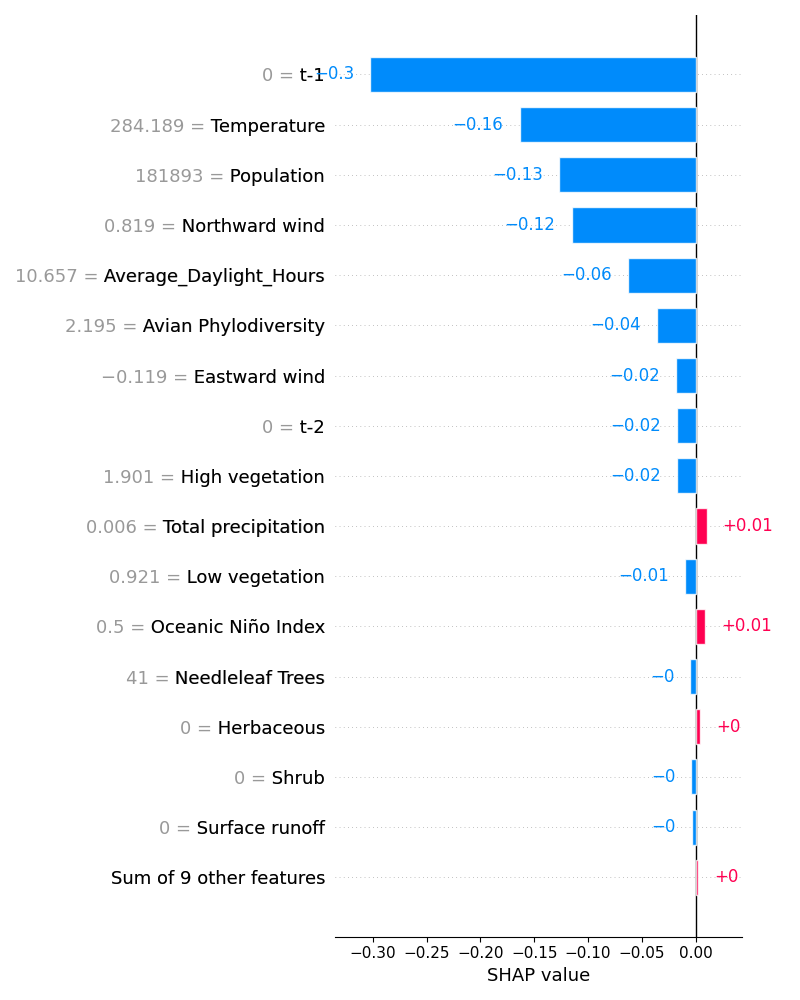 0 = t-1 −0.3
284.189 = Temperature −0.16
181893 = Population −0.13
0.819 = Northward wind −0.12
10.657 = Average_Daylight_Hours −0.06
2.195 = Avian Phylodiversity −0.04
−0.119 = Eastward wind −0.02
0 = t-2 −0.02
1.901 = High vegetation −0.02
0.006 = Total precipitation +0.01
0.921 = Low vegetation −0.01
0.5 = Oceanic Niño Index +0.01
41 = Needleleaf Trees −0
0 = Herbaceous +0
0 = Shrub −0
0 = Surface runoff −0
Sum of 9 other features +0
−0.30 −0.25 −0.20 −0.15 −0.10 −0.05 0.00
SHAP value